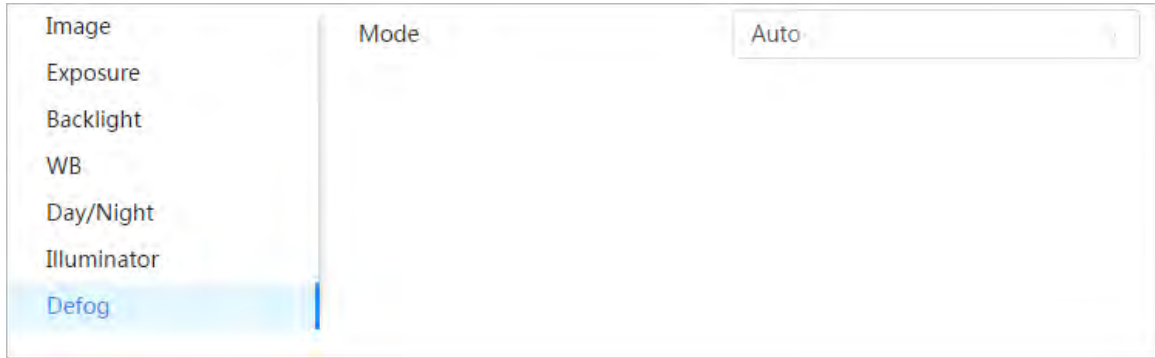 Image
Exposure
Backlight
WB
Day/Night
Illuminator
Defog
Mode
Auto